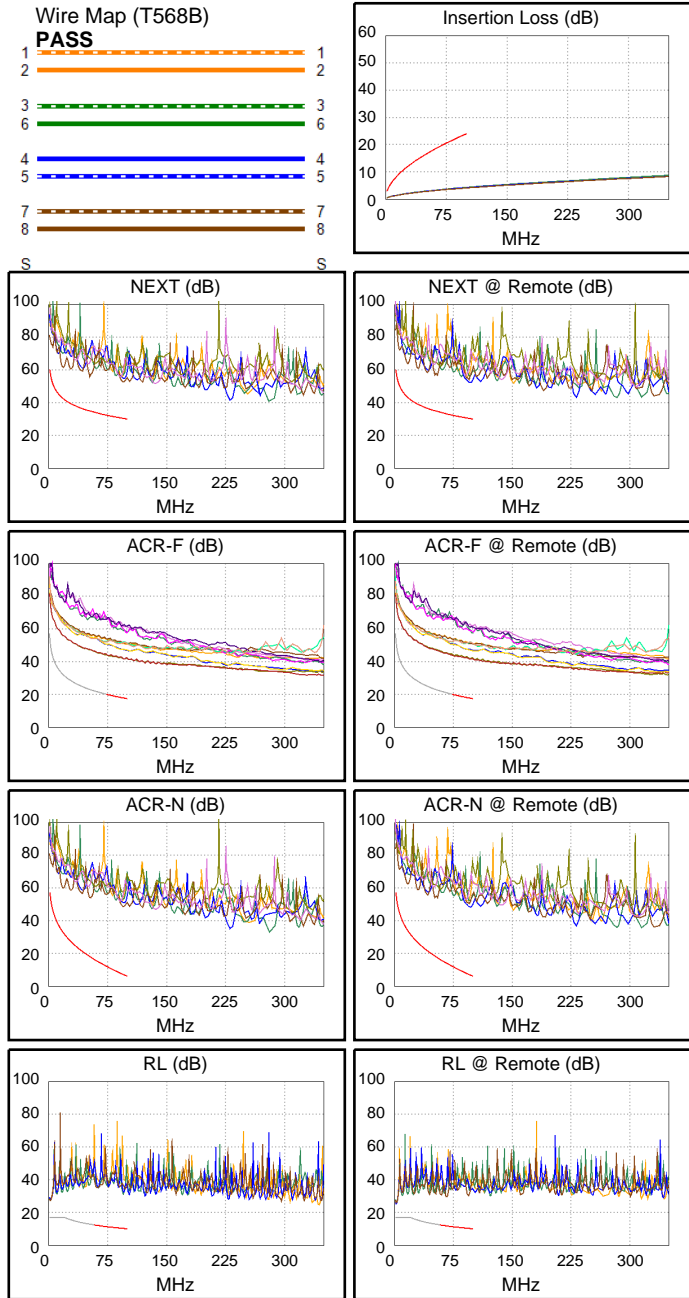 Wire Map (T568B)
PASS
1 1
2 2
3 3
6 6
4 4
5 5
7 7
8 8
S S
Insertion Loss (dB)
60
50
40
30
20
10
0
0 75 150 225 300
MHz
NEXT (dB)
100
80
60
40
20
0
0 75 150 225 300
MHz
NEXT @ Remote (dB)
100
80
60
40
20
0
0 75 150 225 300
MHz
ACR-F (dB)
100
80
60
40
20
0
0 75 150 225 300
MHz
ACR-F @ Remote (dB)
100
80
60
40
20
0
0 75 150 225 300
MHz
ACR-N (dB)
100
80
60
40
20
0
0 75 150 225 300
MHz
ACR-N @ Remote (dB)
100
80
60
40
20
0
0 75 150 225 300
MHz
RL (dB)
100
80
60
40
20
0
0 75 150 225 300
MHz
RL @ Remote (dB)
100
80
60
40
20
0
0 75 150 225 300
MHz